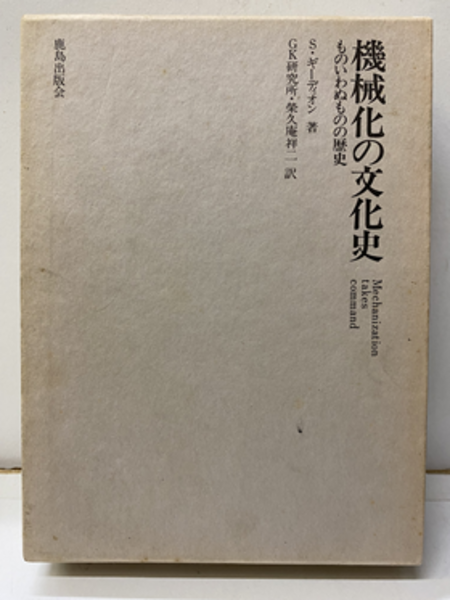 機械化の文化史
ものいわぬものの歴史
Mechanization
takes
command
S・ギーディオン 著
GK研究所・榮久庵祥二 訳
鹿島出版会